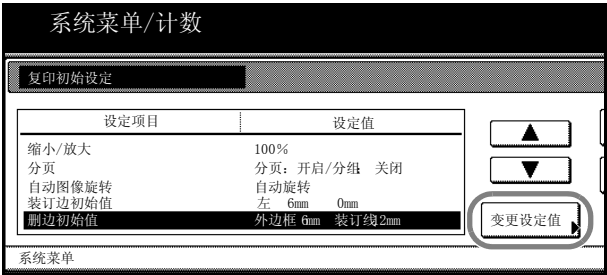 系统菜单/计数
复印初始设定
设定项目 设定值
缩小/放大 100%
分页 分页：开启/分组 关闭
自动图像旋转 自动旋转
装订边初始值 左 6mm 0mm
删边初始值 外边框 6mm 装订线12mm
变更设定值
系统菜单